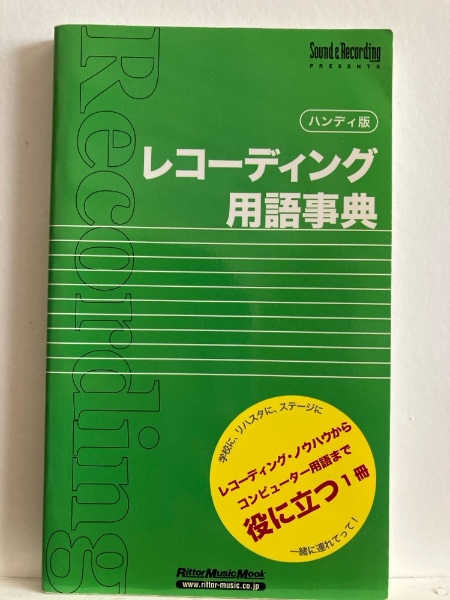 Sound & Recording
PRESENTS
ハンディ版
レコーディング
用語事典
Recording
学校に、リハスタに、ステージに
レコーディング・ノウハウから
コンピューター用語まで
役に立つ1冊
一緒に連れてって！
RittorMusicMook
www.rittor-music.co.jp